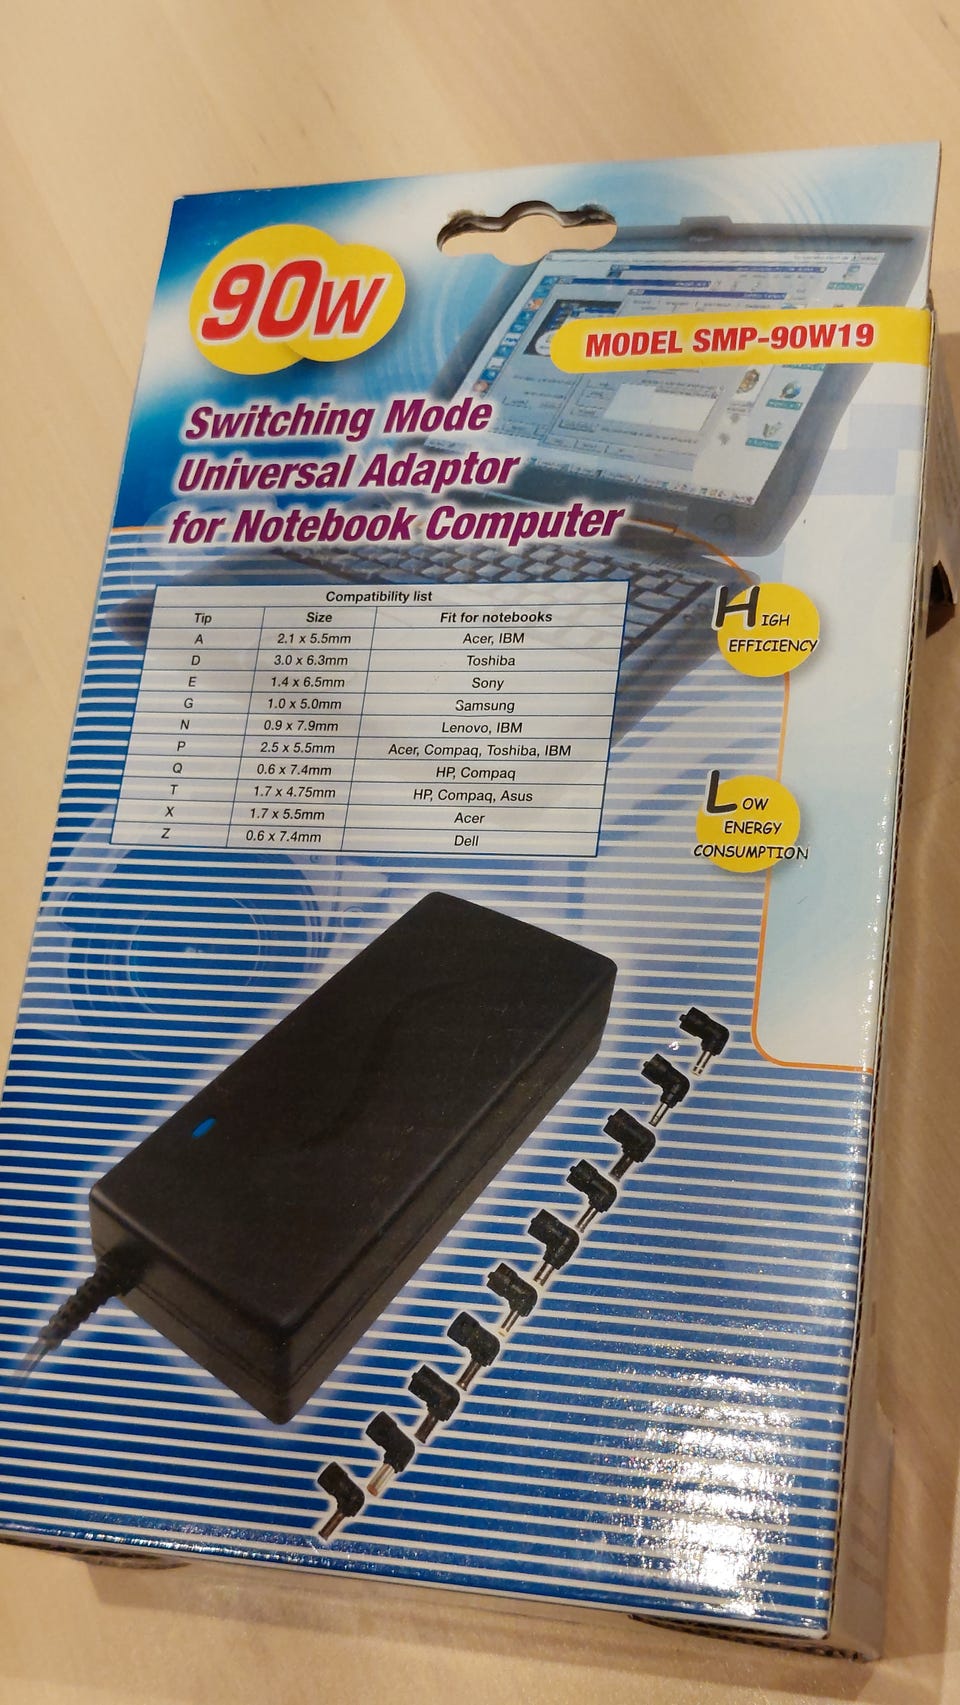 90W
MODEL SMP-90W19
Switching Mode
Universal Adaptor
for Notebook Computer
Compatibility list
Tip Size Fit for notebooks
A 2.1 x 5.5mm Acer, IBM
D 3.0 x 6.3mm Toshiba
E 1.4 x 6.5mm Sony
G 1.0 x 5.0mm Samsung
N 0.9 x 7.9mm Lenovo, IBM
P 2.5 x 5.5mm Acer, Compaq, Toshiba, IBM
Q 0.6 x 7.4mm HP, Compaq
T 1.7 x 4.75mm HP, Compaq, Asus
X 1.7 x 5.5mm Acer
Z 0.6 x 7.4mm Dell
HIGH
EFFICIENCY
LOW
ENERGY
CONSUMPTION